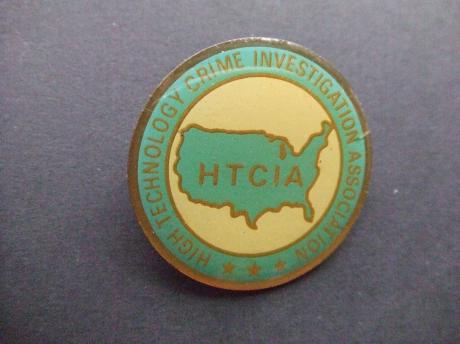 HIGH TECHNOLOGY CRIME INVESTIGATION ASSOCIATION
HTCIA